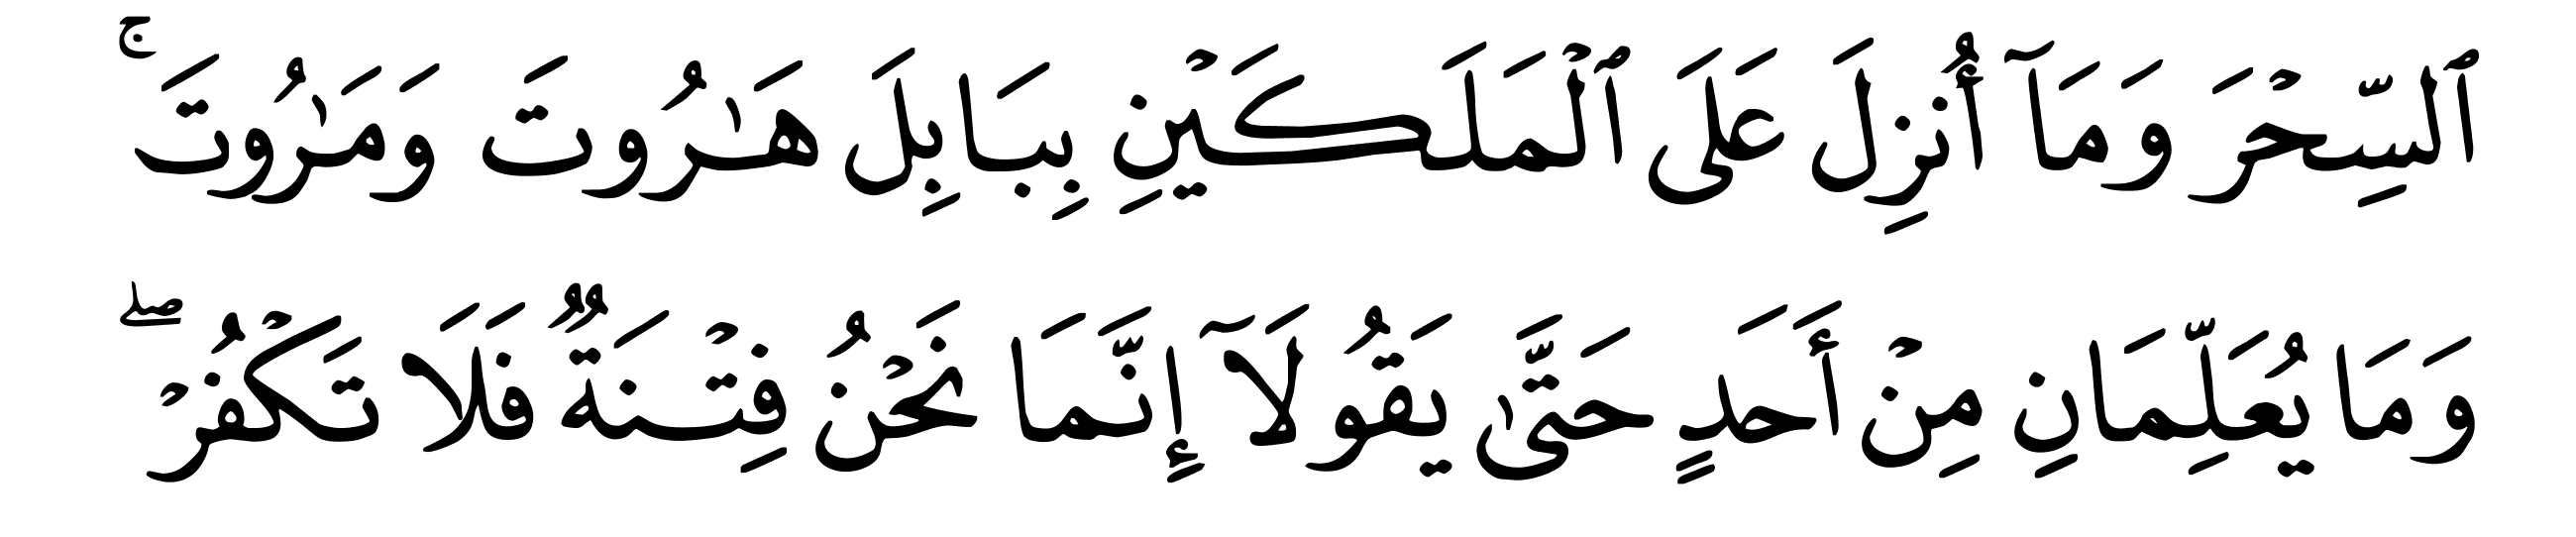 ٱلسِّحۡرَ وَمَآ أُنزِلَ عَلَى ٱلۡمَلَكَيۡنِ بِبَابِلَ هَٰرُوتَ وَمَٰرُوتَۚ
وَمَا يُعَلِّمَانِ مِنۡ أَحَدٍ حَتَّىٰ يَقُولَآ إِنَّمَا نَحۡنُ فِتۡنَةٞ فَلَا تَكۡفُرۡۖ